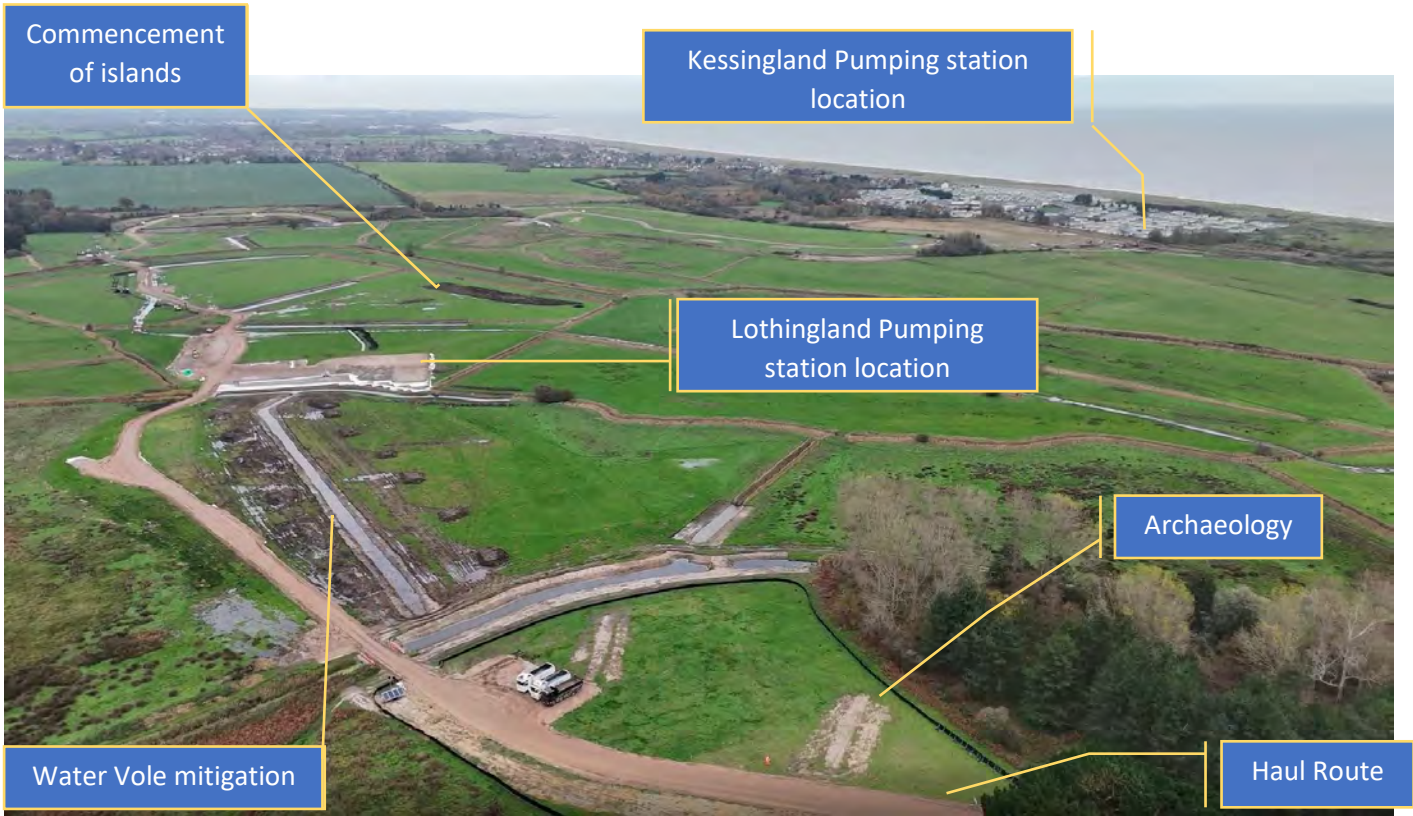 Commencement
of islands
Kessingland Pumping station
location
Lothingland Pumping
station location
Archaeology
Water Vole mitigation
Haul Route